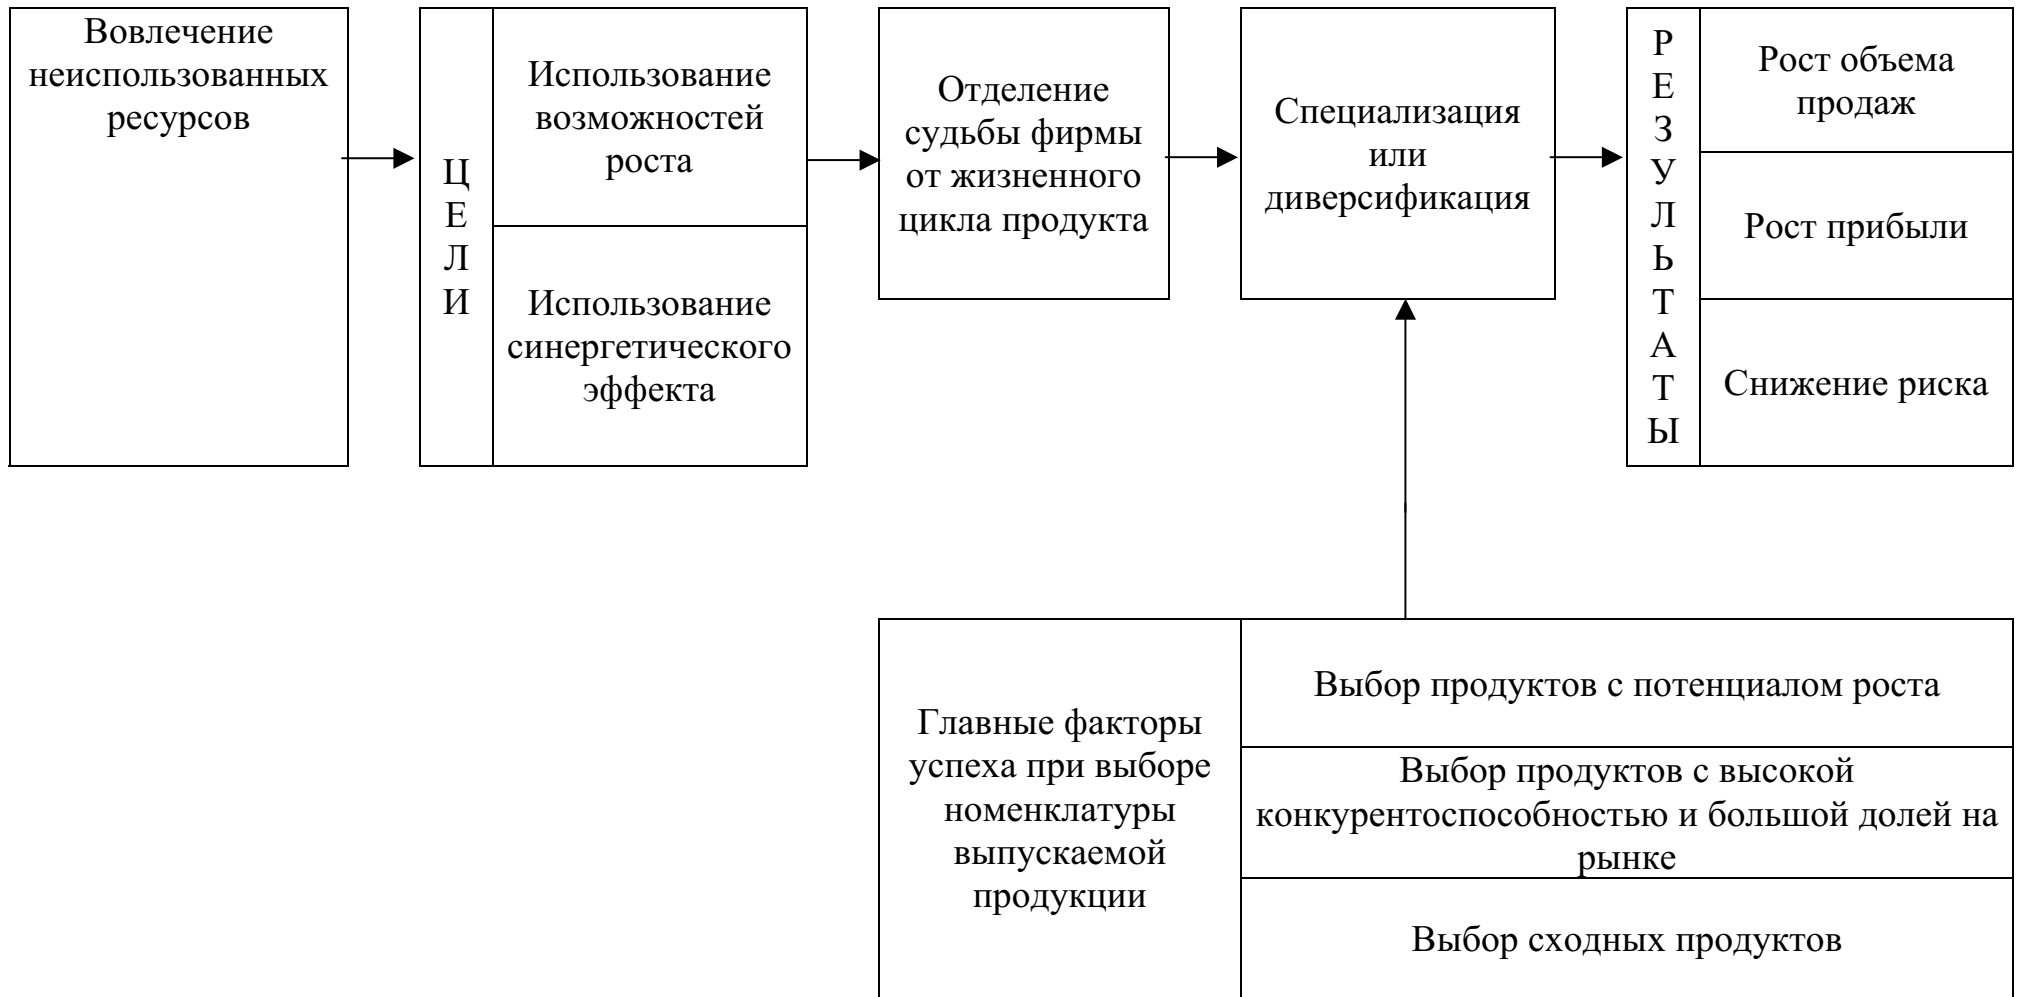 Вовлечение
неиспользованных
ресурсов
Ц
Е
Л
И
Использование
возможностей
роста
Использование
синергетического
эффекта
Отделение
судьбы фирмы
от жизненного
цикла продукта
Специализация
или
диверсификация
Р
Е
З
У
Л
Ь
Т
А
Т
Ы
Рост объема
продаж
Рост прибыли
Снижение риска
Главные факторы
успеха при выборе
номенклатуры
выпускаемой
продукции
Выбор продуктов с потенциалом роста
Выбор продуктов с высокой
конкурентоспособностью и большой долей на
рынке
Выбор сходных продуктов